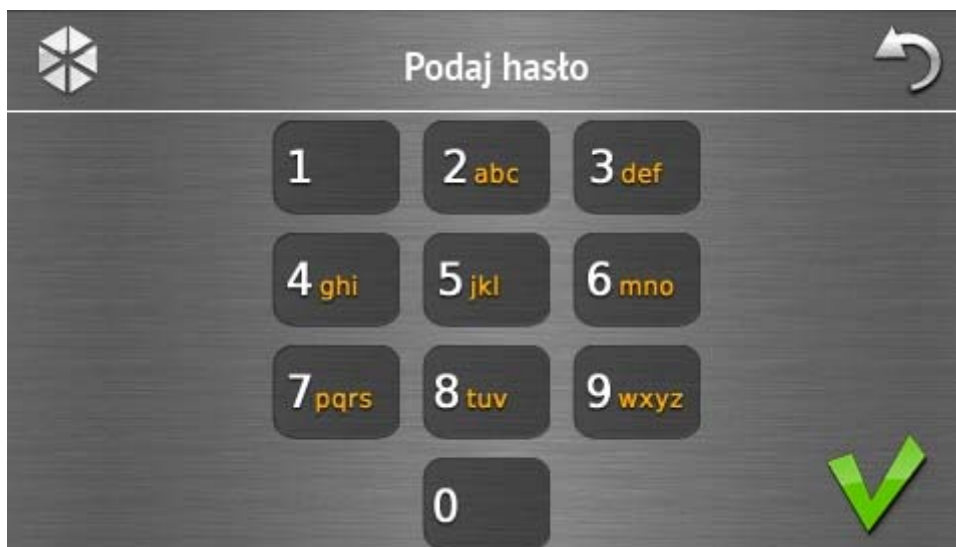 Podaj hasło
1 2 abc 3 def
4 ghi 5 jkl 6 mno
7 pqrs 8 tuv 9 wxyz
0